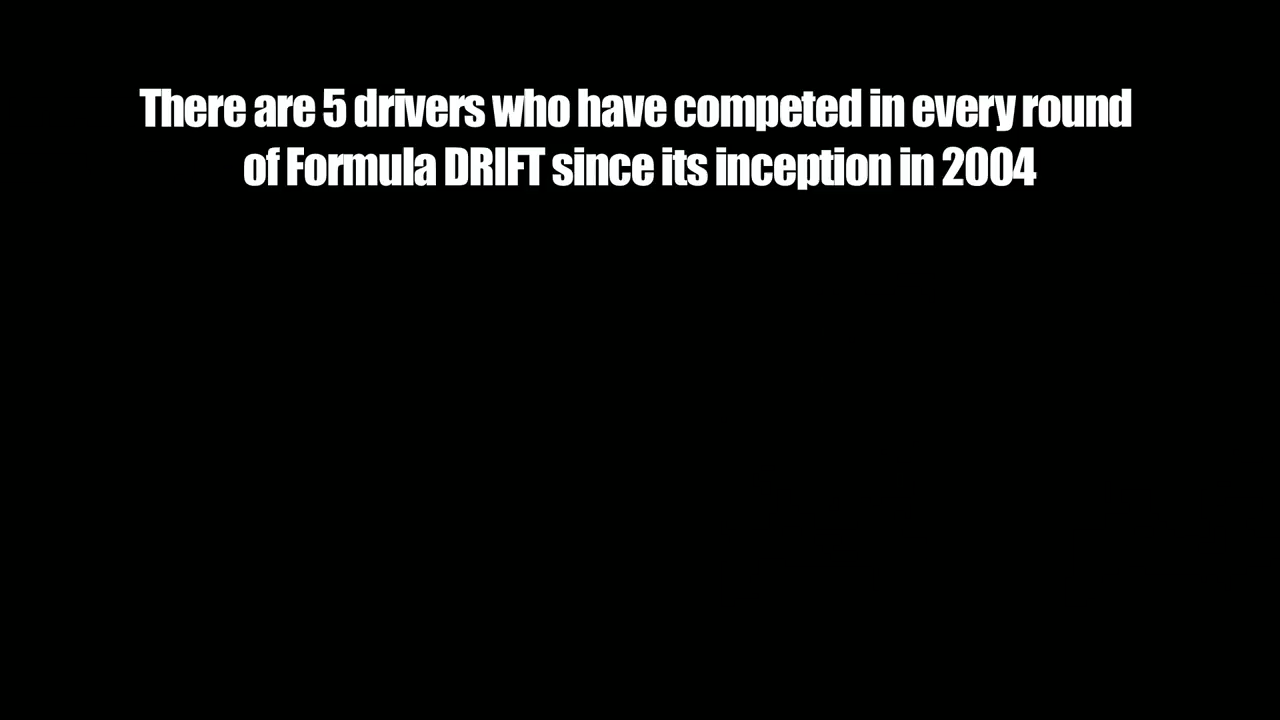 There are 5 drivers who have competed in every round
of Formula DRIFT since its inception in 2004